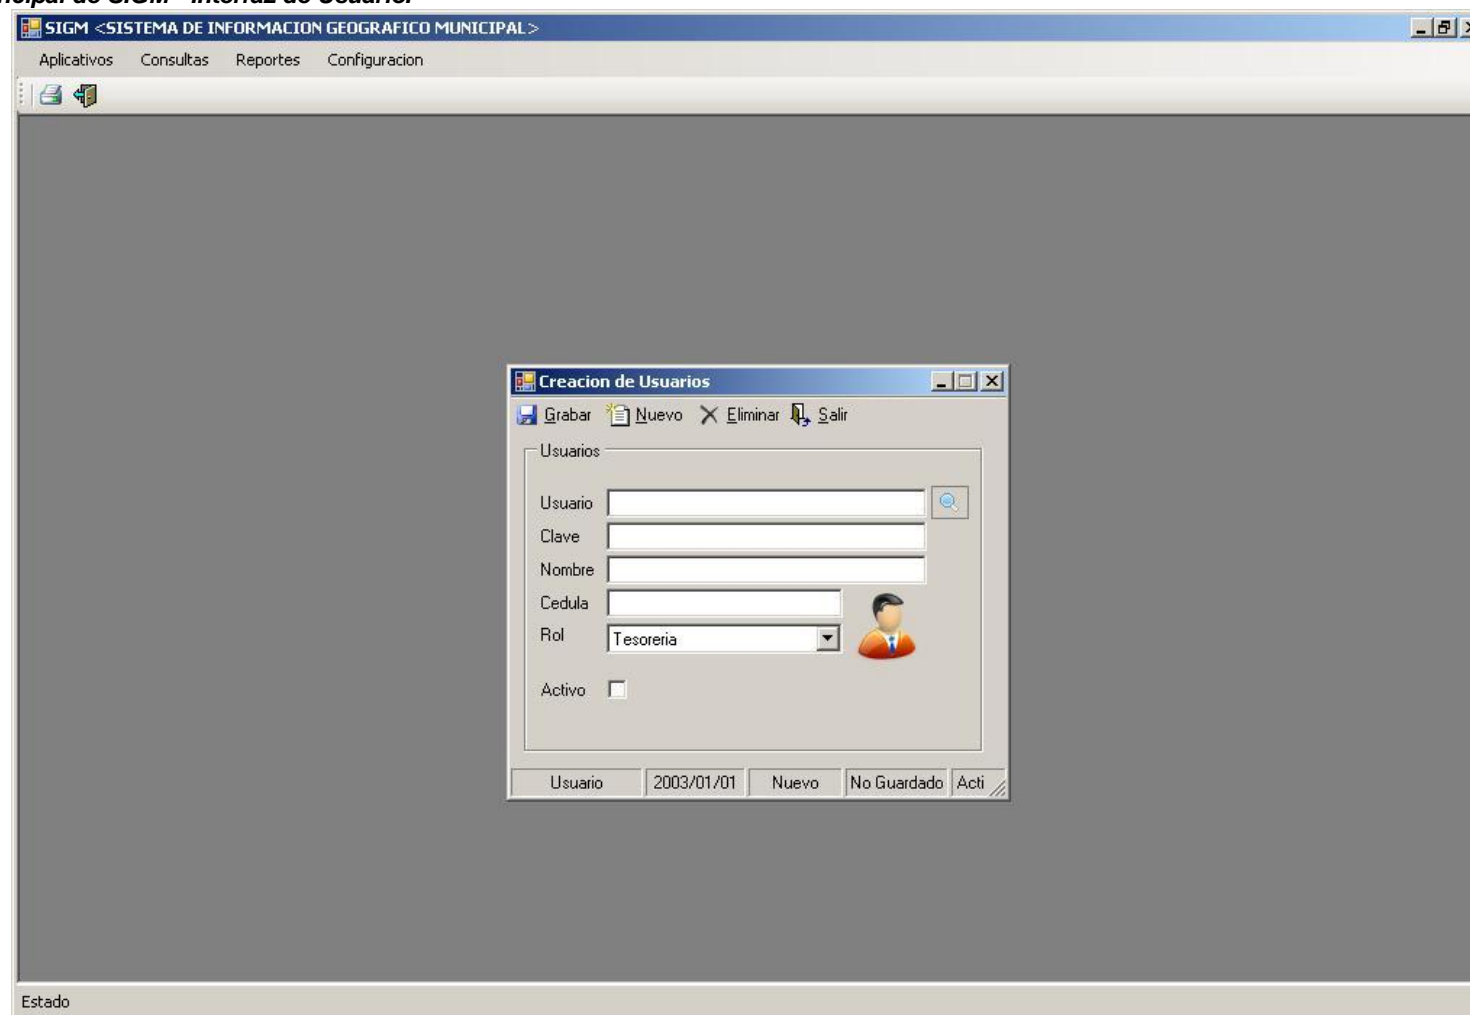 SIGM <SISTEMA DE INFORMACION GEOGRAFICO MUNICIPAL>
Aplicativos Consultas Reportes Configuracion
Creacion de Usuarios
Grabar Nuevo Eliminar Salir
Usuarios
Usuario
Clave
Nombre
Cedula
Rol Tesoreria
Activo
Usuario 2003/01/01 Nuevo No Guardado Acti
Estado